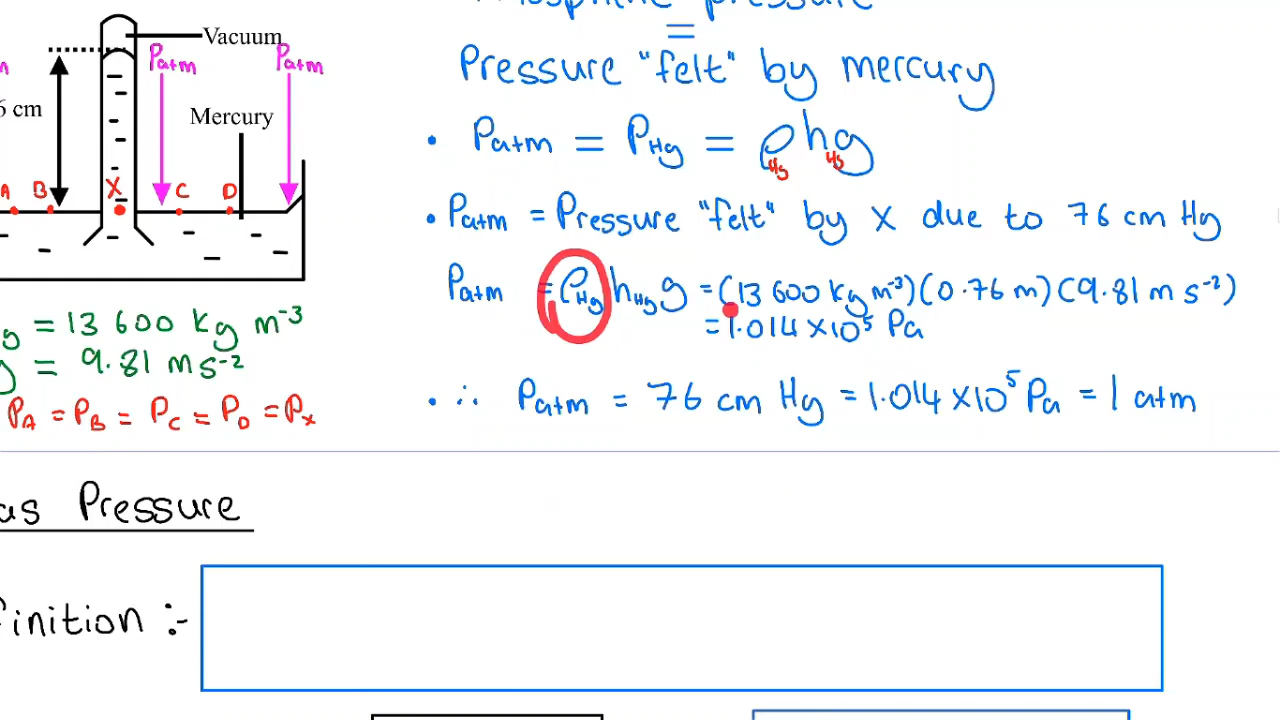 Pressure "felt" by mercury
Vacuum
Patm
Patm
6 cm
Mercury
A
B
X
C
D
• Patm = PHg = ρHg hHg g
• Patm = Pressure "felt" by X due to 76 cm Hg
Patm = ρHg hHg g = (13 600 kg m⁻³)(0.76 m)(9.81 m s⁻²)
= 1.014 × 10⁵ Pa
g = 13 600 kg m⁻³
g = 9.81 m s⁻²
PA = PB = PC = PD = PX
• ∴ Patm = 76 cm Hg = 1.014 × 10⁵ Pa = 1 atm
as Pressure
finition :-